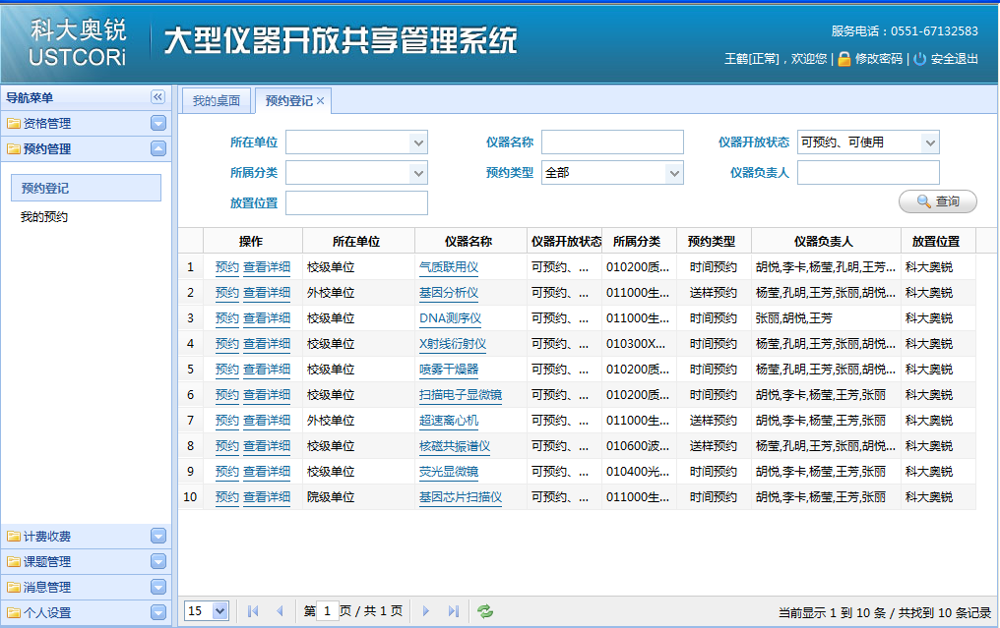 科大奥锐
USTCORi
大型仪器开放共享管理系统
服务电话：0551-67132583
王鹤[正常]，欢迎您 | 修改密码 | 安全退出
导航菜单
资格管理
预约管理
预约登记
我的预约
计费收费
课题管理
消息管理
个人设置
我的桌面 预约登记
所在单位 仪器名称 仪器开放状态 可预约、可使用
所属分类 预约类型 全部 仪器负责人
放置位置 查询
操作 所在单位 仪器名称 仪器开放状态 所属分类 预约类型 仪器负责人 放置位置
1 预约 查看详细 校级单位 气质联用仪 可预约、... 010200质... 时间预约 胡悦,李卡,杨莹,孔明,王芳... 科大奥锐
2 预约 查看详细 外校单位 基因分析仪 可预约、... 011000生... 送样预约 杨莹,孔明,王芳,张丽,胡悦... 科大奥锐
3 预约 查看详细 校级单位 DNA测序仪 可预约、... 011000生... 时间预约 张丽,胡悦,王芳 科大奥锐
4 预约 查看详细 校级单位 X射线衍射仪 可预约、... 010300X... 时间预约 杨莹,孔明,王芳,张丽,胡悦... 科大奥锐
5 预约 查看详细 校级单位 喷雾干燥器 可预约、... 010200质... 时间预约 杨莹,孔明,王芳,张丽,胡悦... 科大奥锐
6 预约 查看详细 校级单位 扫描电子显微镜 可预约、... 010200质... 时间预约 胡悦,李卡,杨莹,王芳,张丽 科大奥锐
7 预约 查看详细 外校单位 超速离心机 可预约、... 011000生... 送样预约 胡悦,李卡,杨莹,王芳,张丽 科大奥锐
8 预约 查看详细 校级单位 核磁共振谱仪 可预约、... 010600波... 送样预约 杨莹,孔明,王芳,张丽,胡悦... 科大奥锐
9 预约 查看详细 校级单位 荧光显微镜 可预约、... 010400光... 时间预约 胡悦,李卡,杨莹,王芳,张丽 科大奥锐
10 预约 查看详细 院级单位 基因芯片扫描仪 可预约、... 011000生... 时间预约 胡悦,李卡,杨莹,王芳,张丽 科大奥锐
15 第 1 页 / 共 1 页 当前显示 1 到 10 条 / 共找到 10 条记录